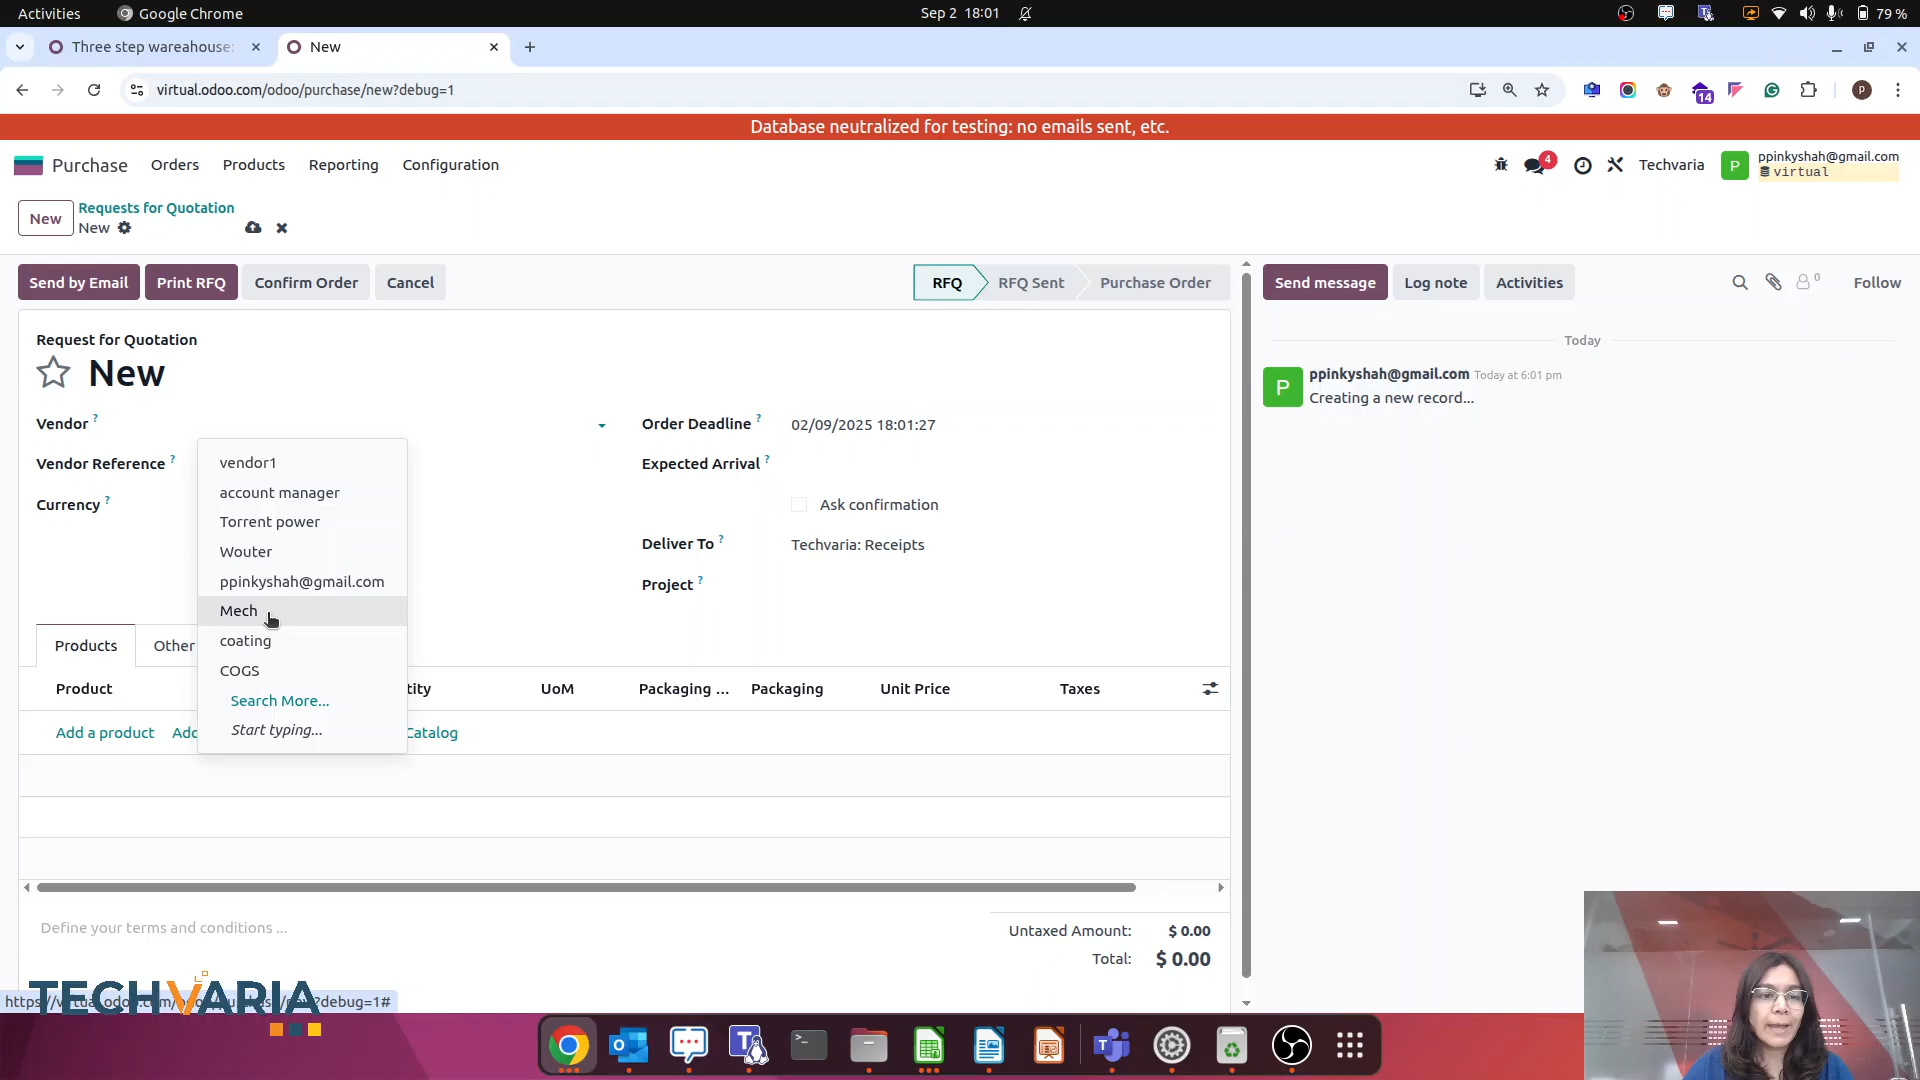 Activities
Google Chrome
Sep 2 18:01
79 %
Three step wareahouse:
New
virtual.odoo.com/odoo/purchase/new?debug=1
14
P
Database neutralized for testing: no emails sent, etc.
Purchase
Orders
Products
Reporting
Configuration
4
Techvaria
P
ppinkyshah@gmail.com
virtual
New
Requests for Quotation
New
Send by Email
Print RFQ
Confirm Order
Cancel
RFQ
RFQ Sent
Purchase Order
Send message
Log note
Activities
0
Follow
Request for Quotation
New
Today
P
ppinkyshah@gmail.com Today at 6:01 pm
Creating a new record...
Vendor ?
Vendor Reference ?
Currency ?
Order Deadline ?
02/09/2025 18:01:27
Expected Arrival ?
Ask confirmation
Deliver To ?
Techvaria: Receipts
Project ?
vendor1
account manager
Torrent power
Wouter
ppinkyshah@gmail.com
Mech
coating
COGS
Search More...
Start typing...
Products
Other
Product
tity
UoM
Packaging ...
Packaging
Unit Price
Taxes
Add a product
Catalog
Define your terms and conditions ...
Untaxed Amount: $ 0.00
Total: $ 0.00
TECHVARIA